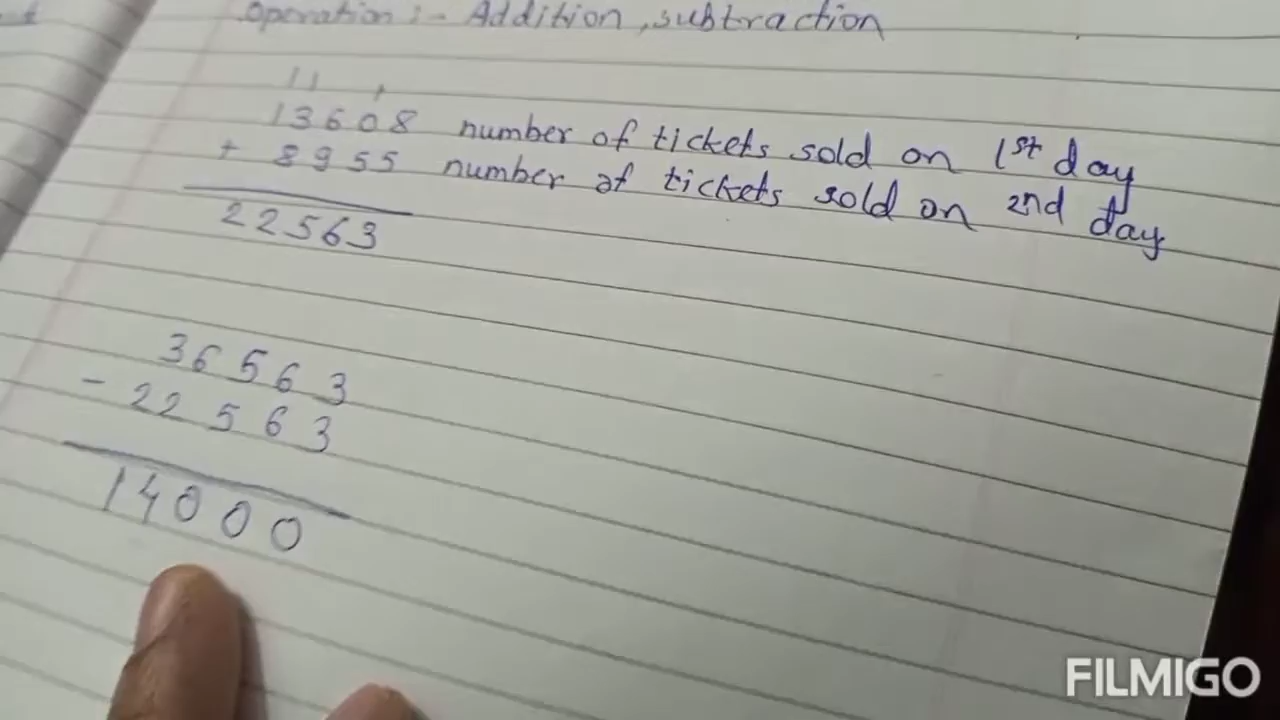 operation :- Addition, subtraction
11 1
13608 number of tickets sold on 1st day
+ 8955 number of tickets sold on 2nd day
22563
36563
- 22563
14000
FILMIGO